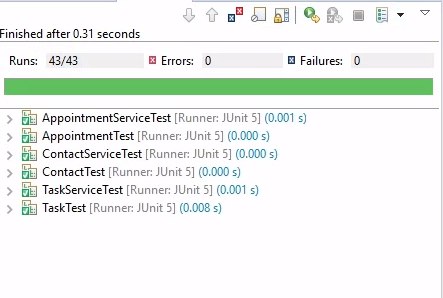 Finished after 0.31 seconds
Runs: 43/43 Errors: 0 Failures: 0
AppointmentServiceTest [Runner: JUnit 5] (0.001 s)
AppointmentTest [Runner: JUnit 5] (0.000 s)
ContactServiceTest [Runner: JUnit 5] (0.000 s)
ContactTest [Runner: JUnit 5] (0.000 s)
TaskServiceTest [Runner: JUnit 5] (0.001 s)
TaskTest [Runner: JUnit 5] (0.008 s)